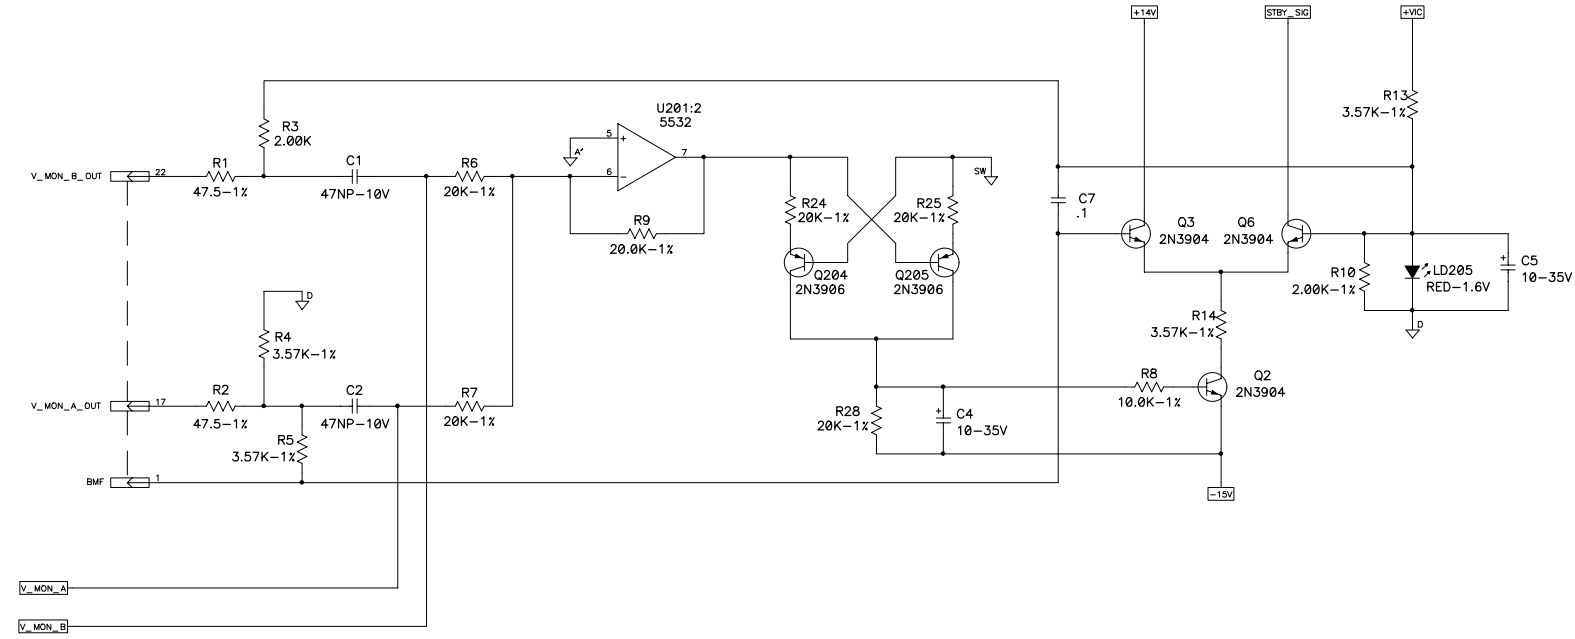 +14V
STBY_SIG
+VIC
R13
3.57K-1%
U201:2
5532
R3
2.00K
5
+
A'
7
6
-
V_MON_B_OUT
22
R1
47.5-1%
C1
47NP-10V
R6
20K-1%
R9
20.0K-1%
SW
R24
20K-1%
R25
20K-1%
C7
.1
Q3
2N3904
Q6
2N3904
Q204
2N3906
Q205
2N3906
R10
2.00K-1%
LD205
RED-1.6V
+
C5
10-35V
D
D
R4
3.57K-1%
R14
3.57K-1%
V_MON_A_OUT
17
R2
47.5-1%
C2
47NP-10V
R7
20K-1%
R8
10.0K-1%
Q2
2N3904
R28
20K-1%
+
C4
10-35V
R5
3.57K-1%
BMF
1
-15V
V_MON_A
V_MON_B